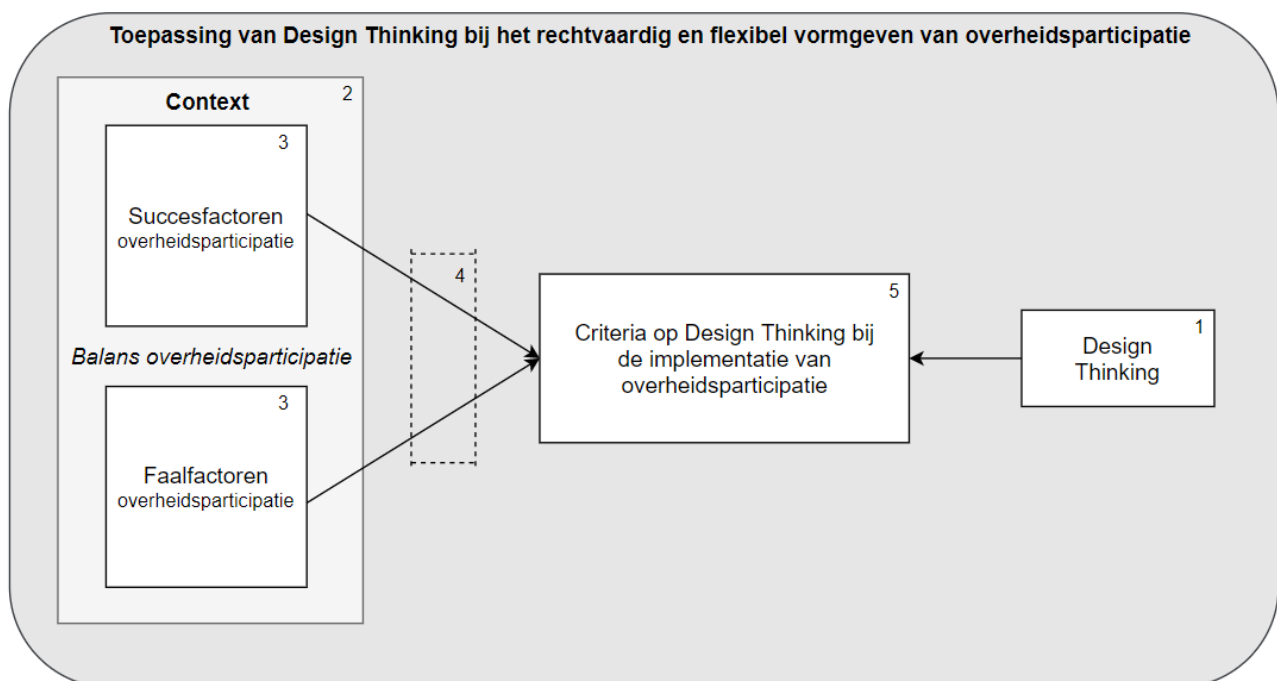 Toepassing van Design Thinking bij het rechtvaardig en flexibel vormgeven van overheidsparticipatie
Context
2
3
Succesfactoren
overheidsparticipatie
Balans overheidsparticipatie
3
Faalfactoren
overheidsparticipatie
4
5
Criteria op Design Thinking bij
de implementatie van
overheidsparticipatie
1
Design
Thinking